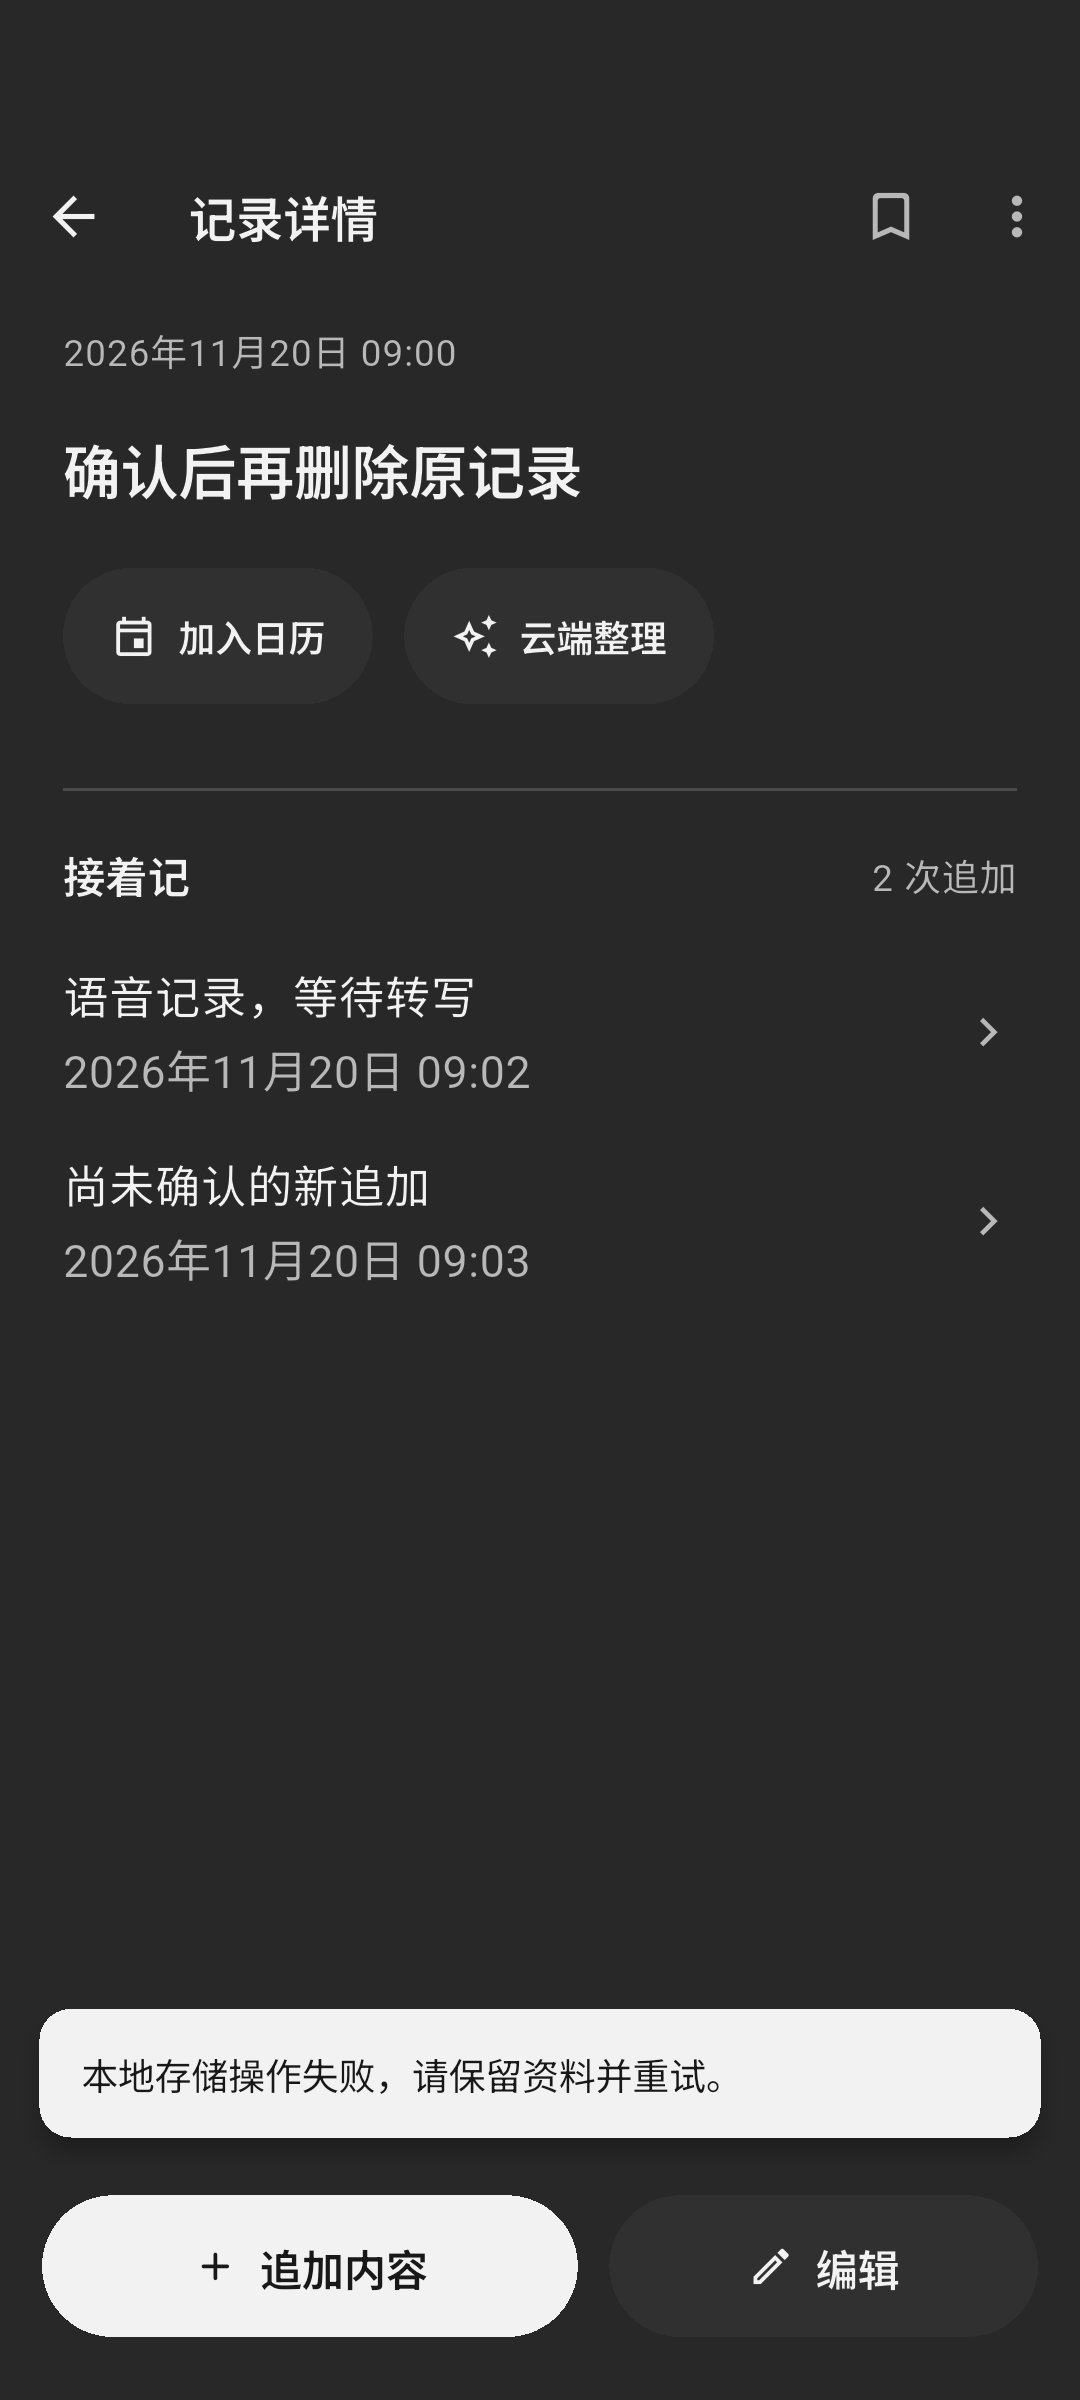 记录详情
2026年11月20日 09:00
确认后再删除原记录
加入日历
云端整理
接着记
2 次追加
语音记录，等待转写
2026年11月20日 09:02
尚未确认的新追加
2026年11月20日 09:03
本地存储操作失败，请保留资料并重试。
追加内容
编辑